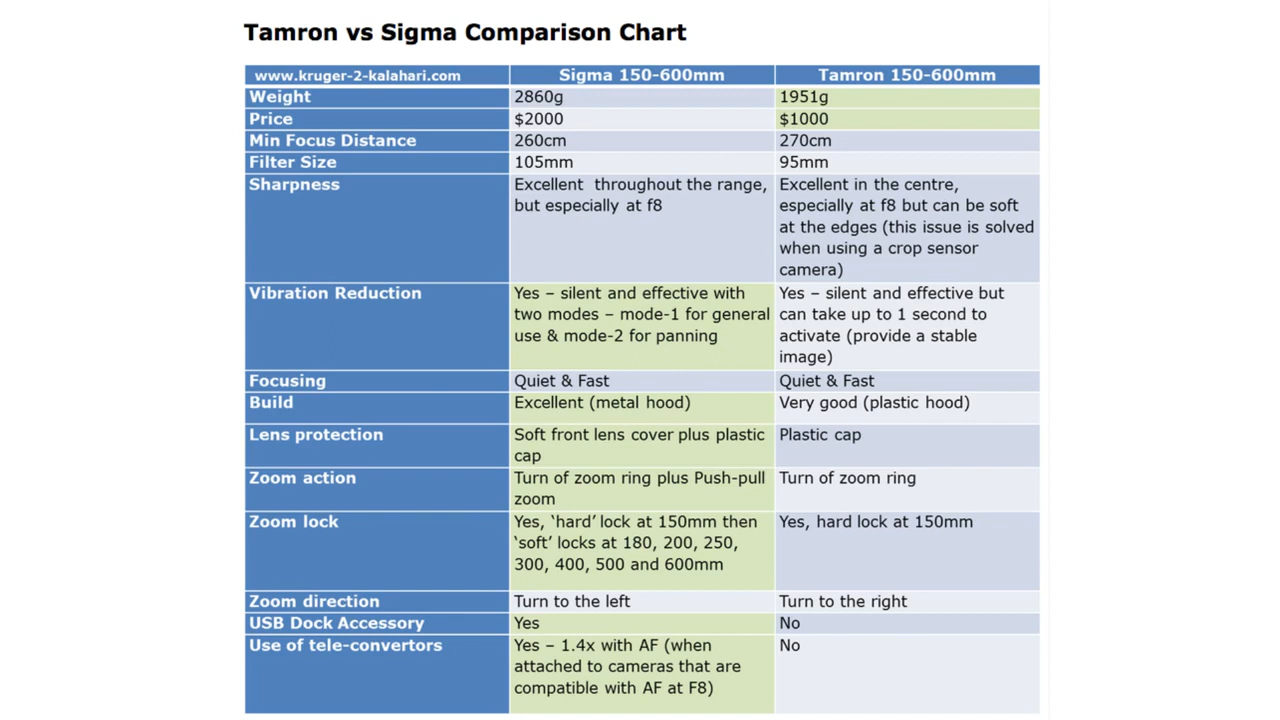 Tamron vs Sigma Comparison Chart
www.kruger-2-kalahari.com Sigma 150-600mm Tamron 150-600mm
Weight 2860g 1951g
Price $2000 $1000
Min Focus Distance 260cm 270cm
Filter Size 105mm 95mm
Sharpness
Excellent  throughout the range,
but especially at f8
Excellent in the centre,
especially at f8 but can be soft
at the edges (this issue is solved
when using a crop sensor
camera)
Vibration Reduction
Yes – silent and effective with
two modes – mode-1 for general
use & mode-2 for panning
Yes – silent and effective but
can take up to 1 second to
activate (provide a stable
image)
Focusing Quiet & Fast Quiet & Fast
Build Excellent (metal hood) Very good (plastic hood)
Lens protection
Soft front lens cover plus plastic
cap
Plastic cap
Zoom action
Turn of zoom ring plus Push-pull
zoom
Turn of zoom ring
Zoom lock
Yes, ‘hard’ lock at 150mm then
‘soft’ locks at 180, 200, 250,
300, 400, 500 and 600mm
Yes, hard lock at 150mm
Zoom direction Turn to the left Turn to the right
USB Dock Accessory Yes No
Use of tele-convertors
Yes – 1.4x with AF (when
attached to cameras that are
compatible with AF at F8)
No